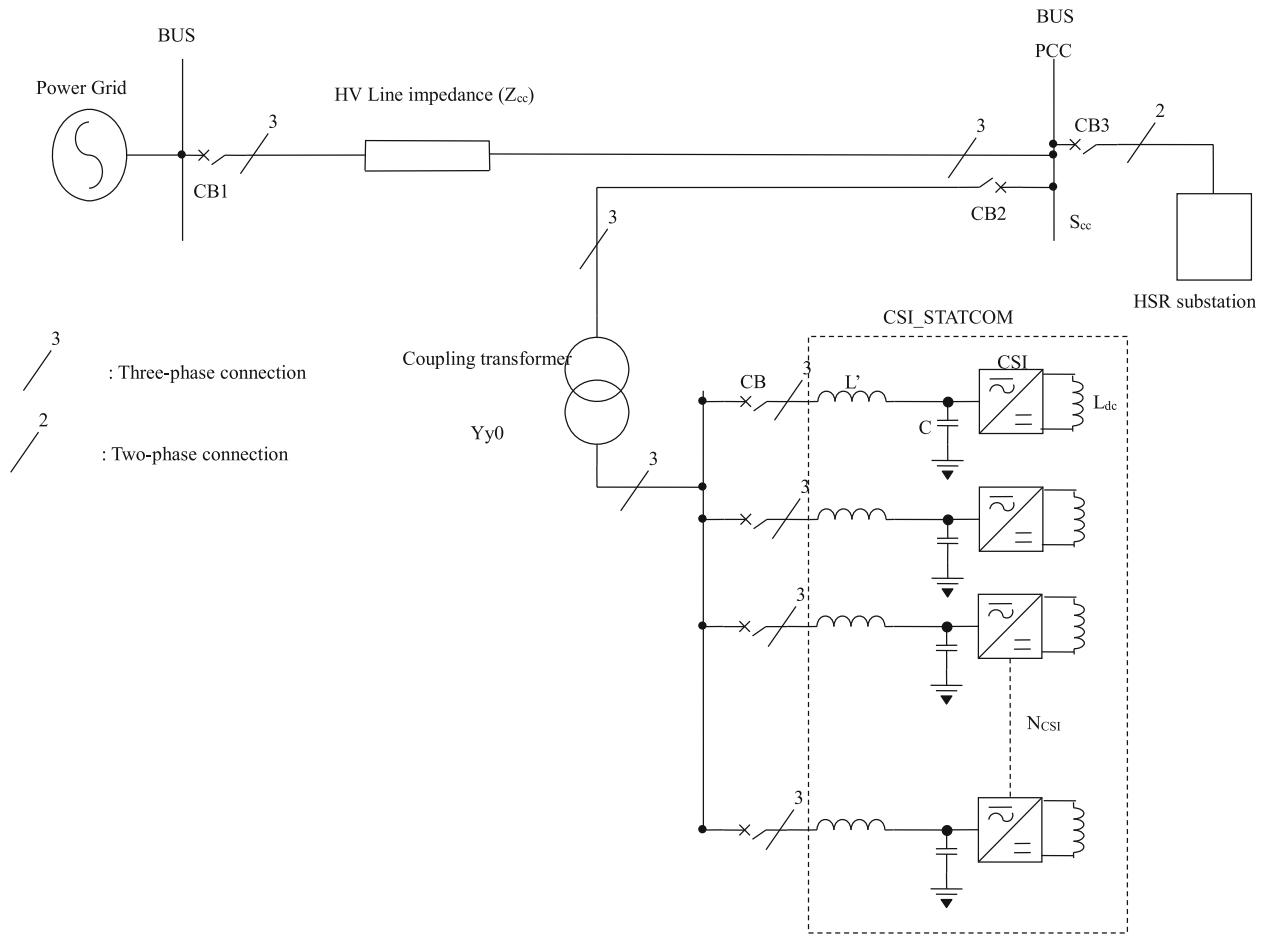 BUS
BUS
PCC
Power Grid
HV Line impedance (Zcc)
3
3
CB3
2
CB1
CB2
Scc
3
HSR substation
CSI_STATCOM
3
: Three-phase connection
Coupling transformer
CB
3
L'
CSI
Ldc
C
2
: Two-phase connection
Yy0
3
3
3
NCSI
3